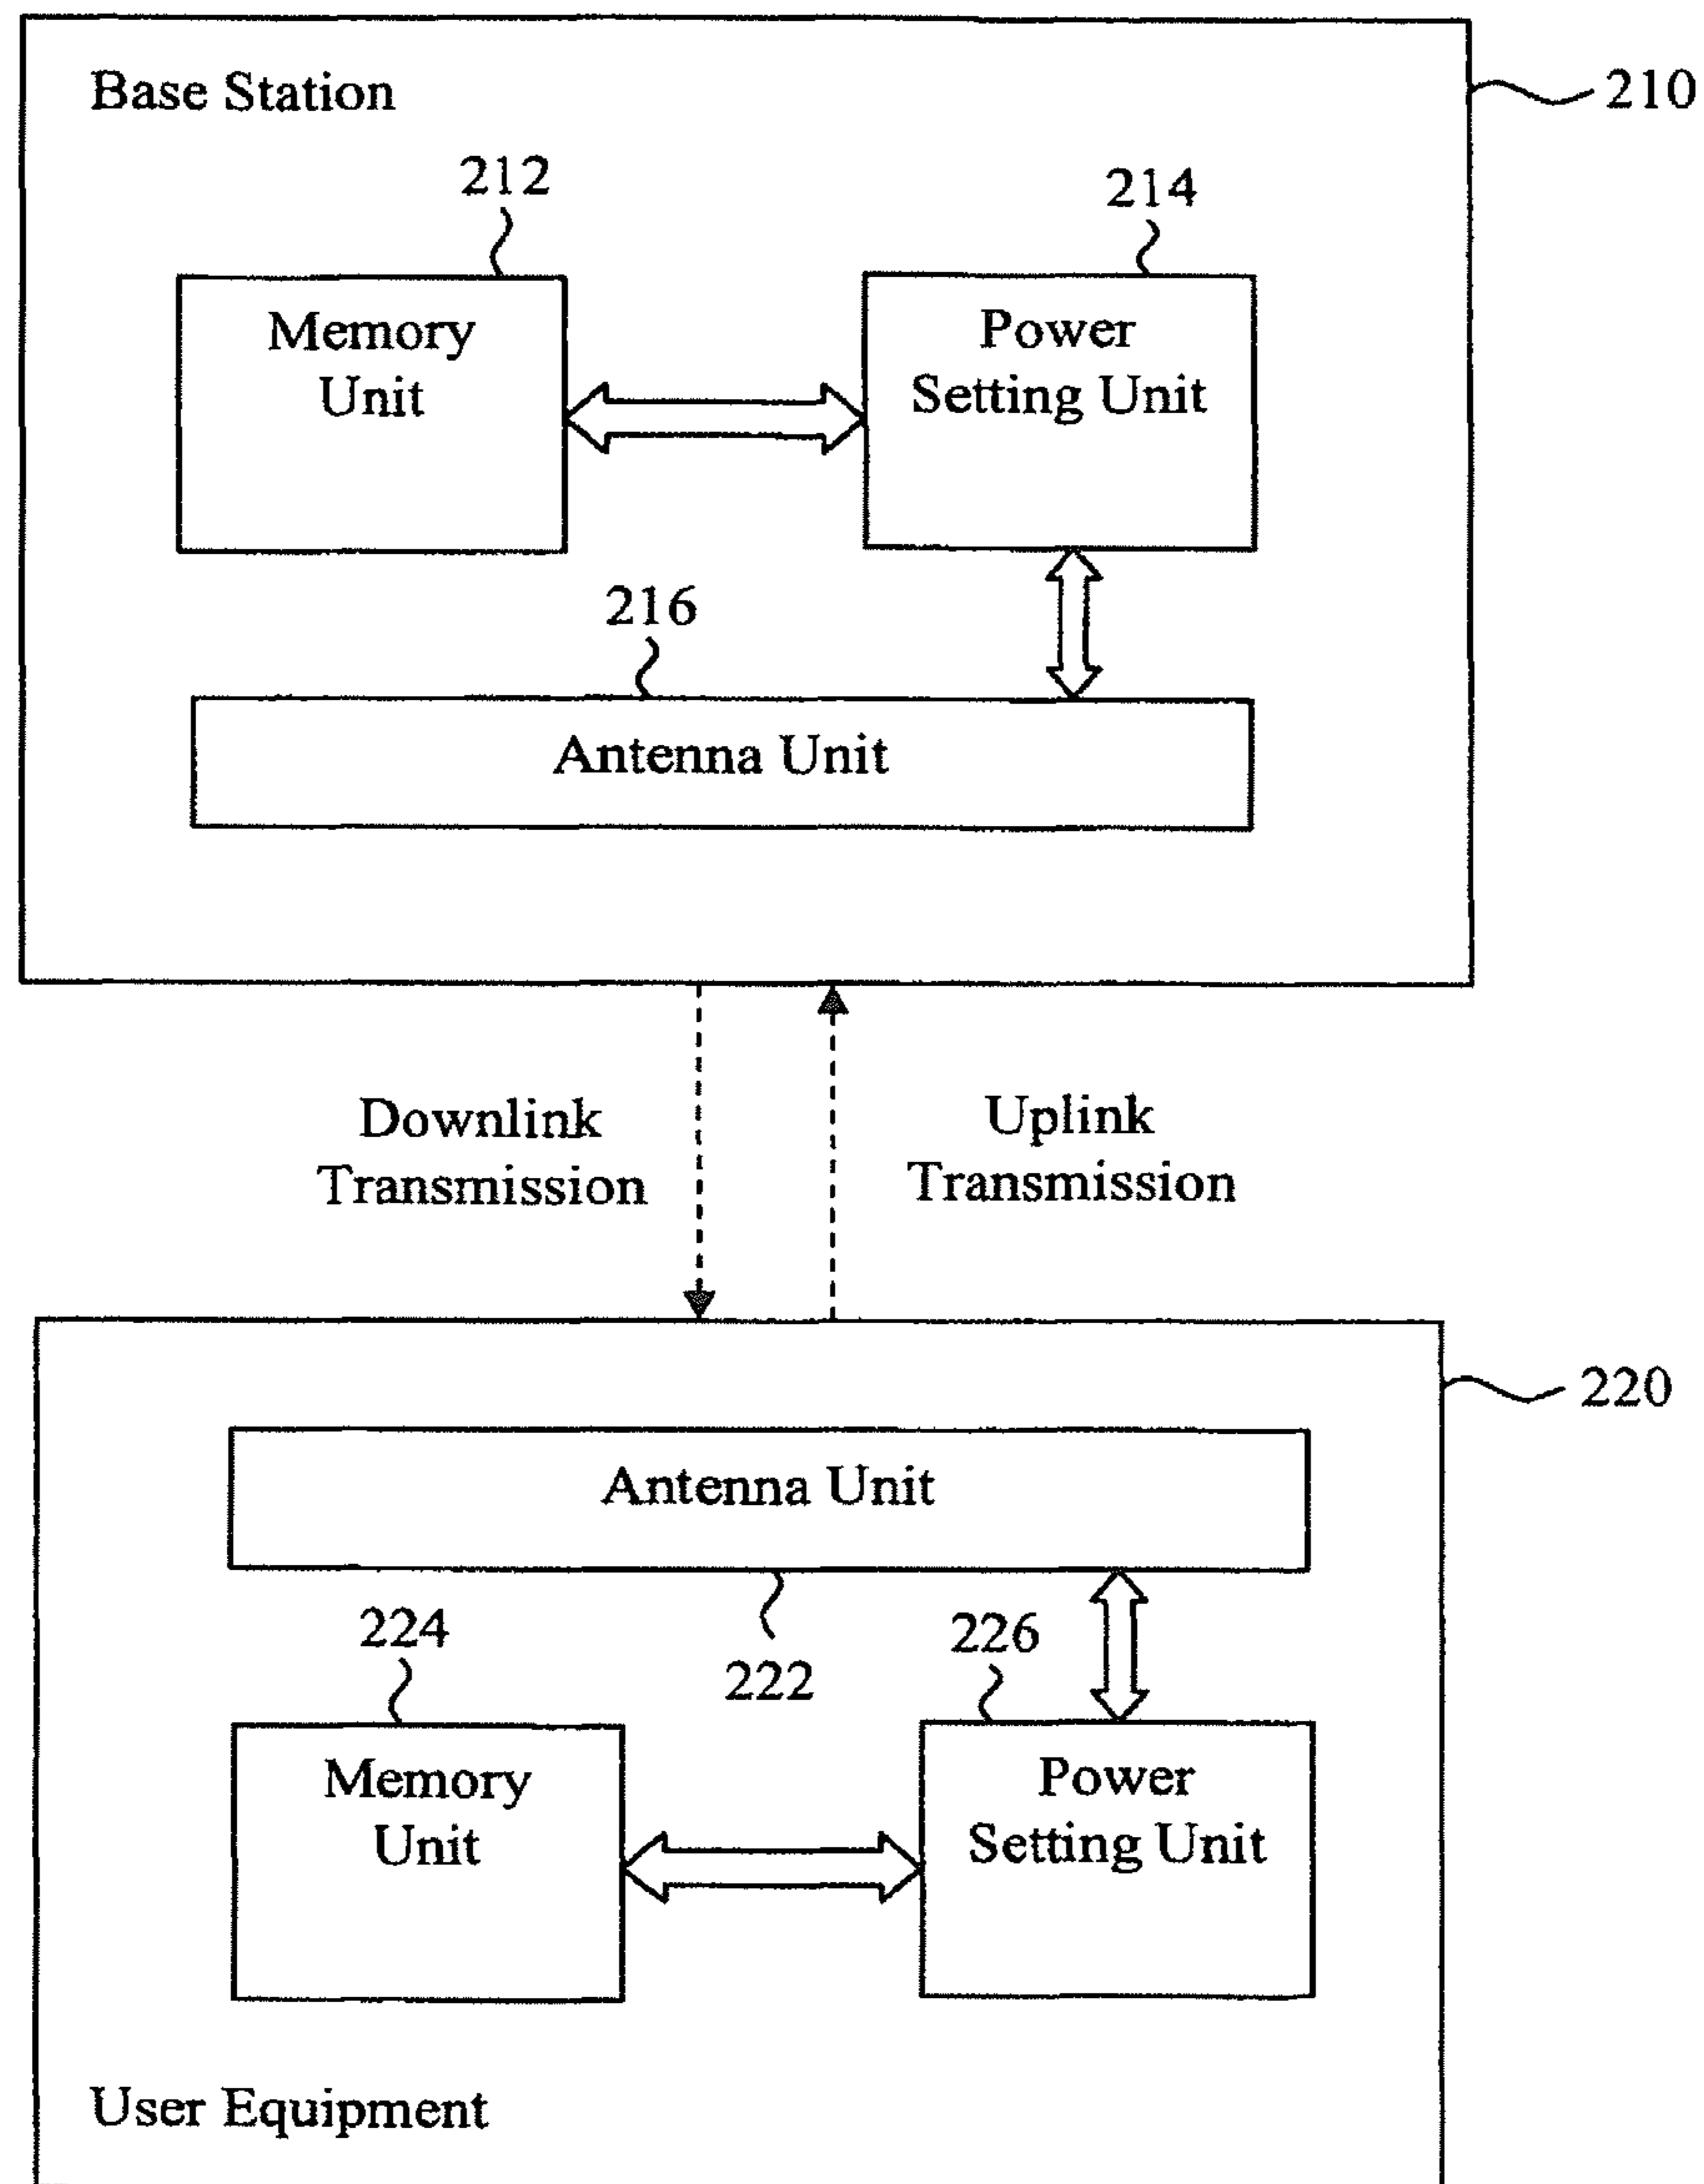 Base Station
210
212
214
Memory
Unit
Power
Setting Unit
216
Antenna Unit
Downlink
Transmission
Uplink
Transmission
220
Antenna Unit
224
222
226
Memory
Unit
Power
Setting Unit
User Equipment